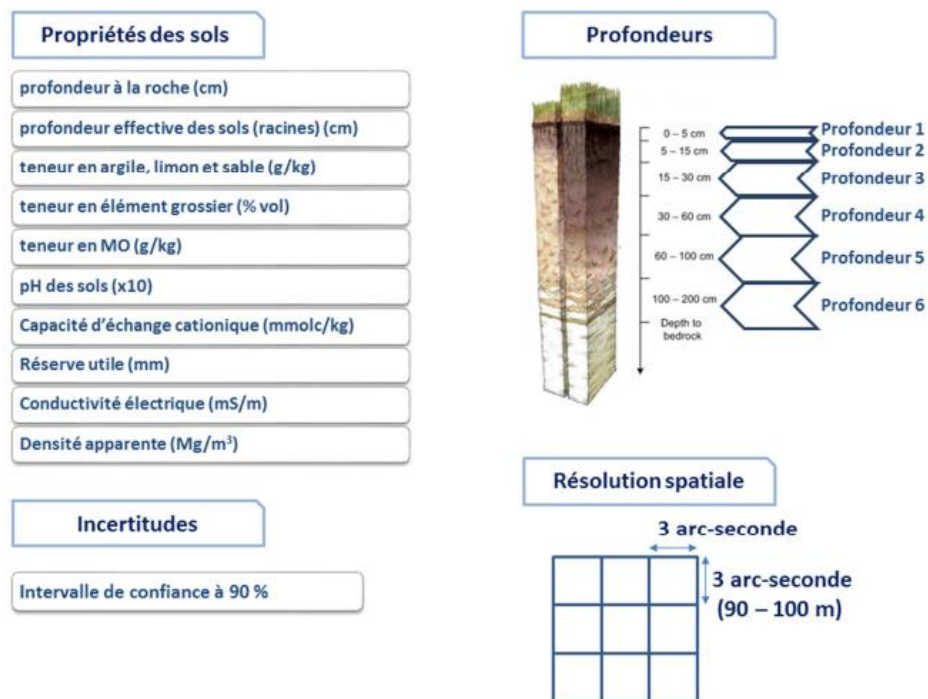 Propriétés des sols
profondeur à la roche (cm)
profondeur effective des sols (racines) (cm)
teneur en argile, limon et sable (g/kg)
teneur en élément grossier (% vol)
teneur en MO (g/kg)
pH des sols (x10)
Capacité d'échange cationique (mmolc/kg)
Réserve utile (mm)
Conductivité électrique (mS/m)
Densité apparente (Mg/m³)
Incertitudes
Intervalle de confiance à 90 %
Profondeurs
0 – 5 cm Profondeur 1
5 – 15 cm Profondeur 2
15 – 30 cm Profondeur 3
30 – 60 cm Profondeur 4
60 – 100 cm Profondeur 5
100 – 200 cm Profondeur 6
Depth to
bedrock
Résolution spatiale
3 arc-seconde
3 arc-seconde
(90 – 100 m)